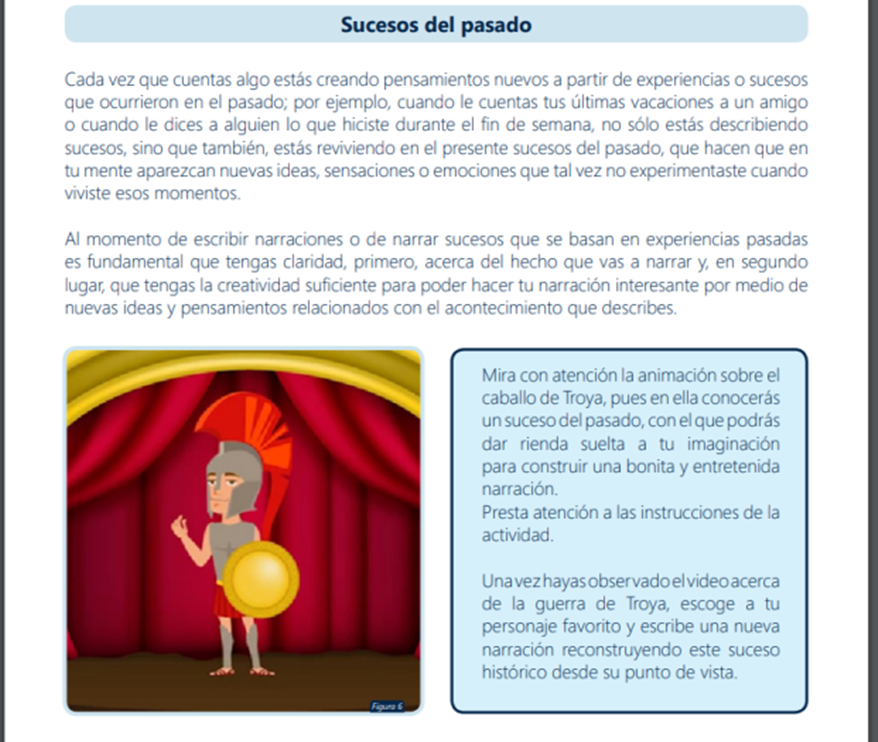 Sucesos del pasado
Cada vez que cuentas algo estás creando pensamientos nuevos a partir de experiencias o sucesos
que ocurrieron en el pasado; por ejemplo, cuando le cuentas tus últimas vacaciones a un amigo
o cuando le dices a alguien lo que hiciste durante el fin de semana, no sólo estás describiendo
sucesos, sino que también, estás reviviendo en el presente sucesos del pasado, que hacen que en
tu mente aparezcan nuevas ideas, sensaciones o emociones que tal vez no experimentaste cuando
viviste esos momentos.
Al momento de escribir narraciones o de narrar sucesos que se basan en experiencias pasadas
es fundamental que tengas claridad, primero, acerca del hecho que vas a narrar y, en segundo
lugar, que tengas la creatividad suficiente para poder hacer tu narración interesante por medio de
nuevas ideas y pensamientos relacionados con el acontecimiento que describes.
Figura 6
Mira con atención la animación sobre el
caballo de Troya, pues en ella conocerás
un suceso del pasado, con el que podrás
dar rienda suelta a tu imaginación
para construir una bonita y entretenida
narración.
Presta atención a las instrucciones de la
actividad.
Una vez hayas observado el video acerca
de la guerra de Troya, escoge a tu
personaje favorito y escribe una nueva
narración reconstruyendo este suceso
histórico desde su punto de vista.